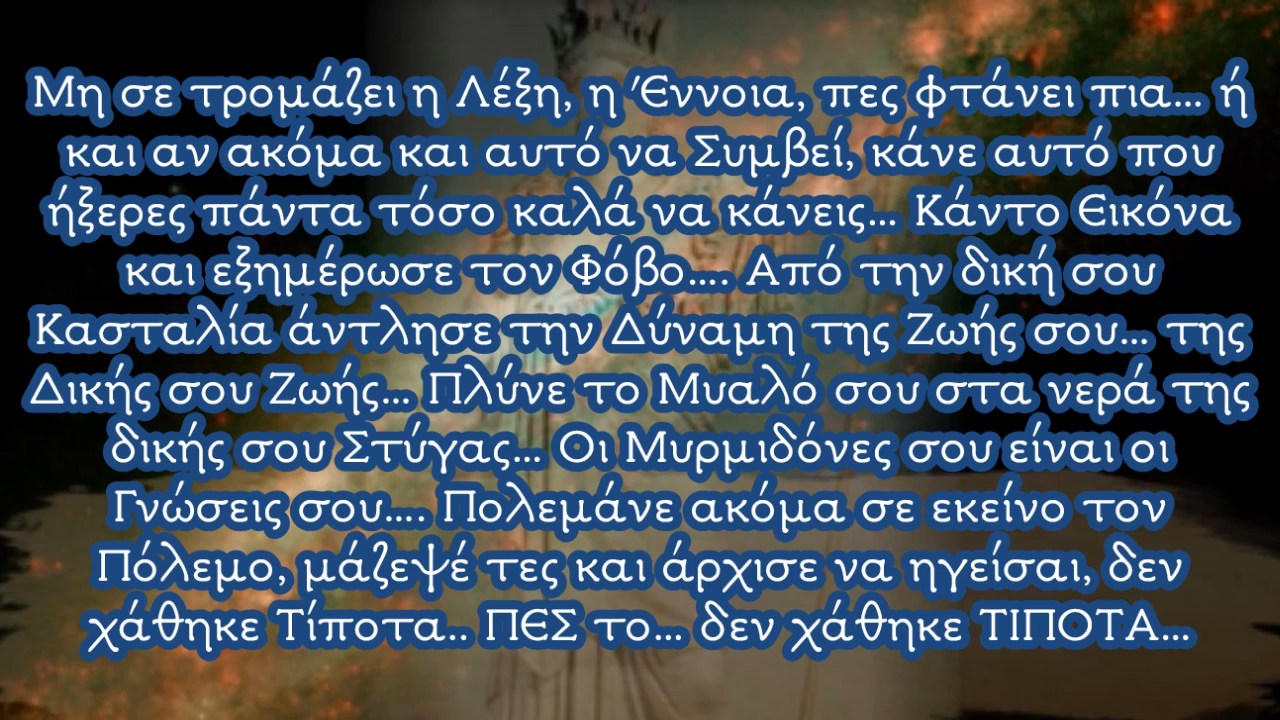 Μη σε τρομάζει η Λέξη, η Έννοια, πες φτάνει πια... ή
και αν ακόμα και αυτό να Συμβεί, κάνε αυτό που
ήξερες πάντα τόσο καλά να κάνεις... Κάντο Εικόνα
και εξημέρωσε τον Φόβο.... Από την δική σου
Κασταλία άντλησε την Δύναμη της Ζωής σου... της
Δικής σου Ζωής... Πλύνε το Μυαλό σου στα νερά της
δικής σου Στύγας... Οι Μυρμιδόνες σου είναι οι
Γνώσεις σου.... Πολεμάνε ακόμα σε εκείνο τον
Πόλεμο, μάζεψέ τες και άρχισε να ηγείσαι, δεν
χάθηκε Τίποτα.. ΠΕΣ το... δεν χάθηκε ΤΙΠΟΤΑ...